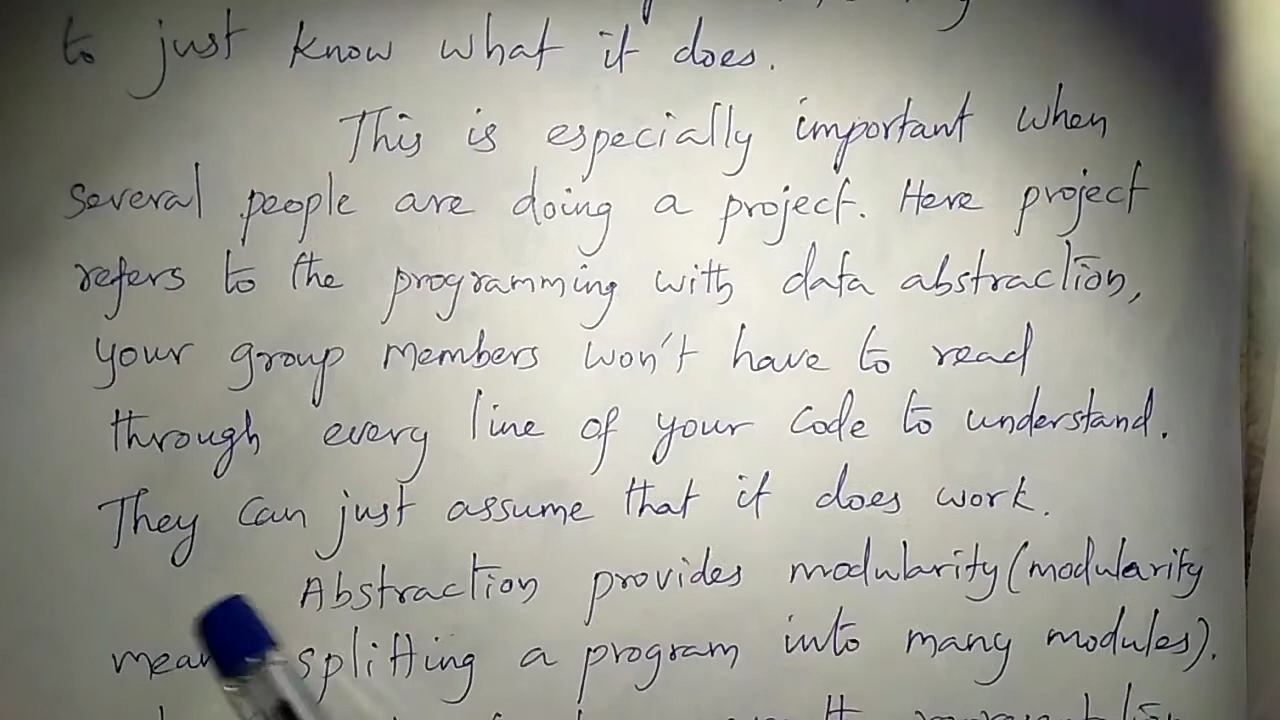 to just know what it does.
This is especially important when
several people are doing a project. Here project
refers to the programming with data abstraction,
your group members won't have to read
through every line of your code to understand.
They can just assume that it does work.
Abstraction provides modularity (modularity
splitting a program into many modules).